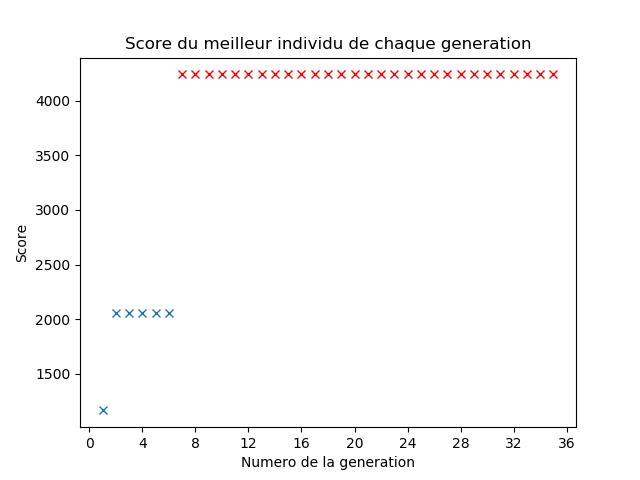 Score du meilleur individu de chaque generation
4000
3500
3000
2500
2000
1500
Score
0 4 8 12 16 20 24 28 32 36
Numero de la generation